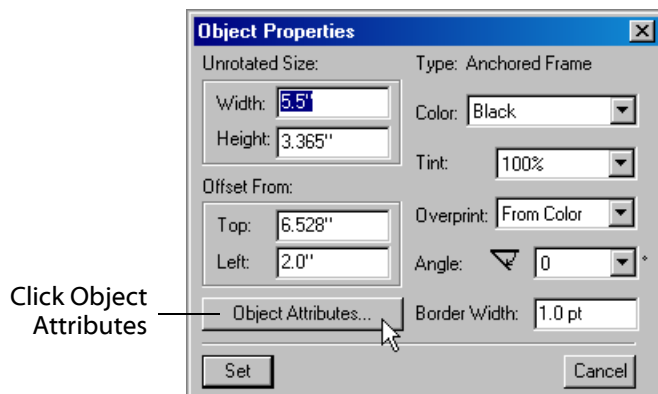 Object Properties
Unrotated Size:
Type: Anchored Frame
Width: 5.5"
Color: Black
Height: 3.365"
Tint: 100%
Offset From:
Overprint: From Color
Top: 6.528"
Left: 2.0"
Angle: 0 °
Click Object
Attributes
Object Attributes...
Border Width: 1.0 pt
Set
Cancel